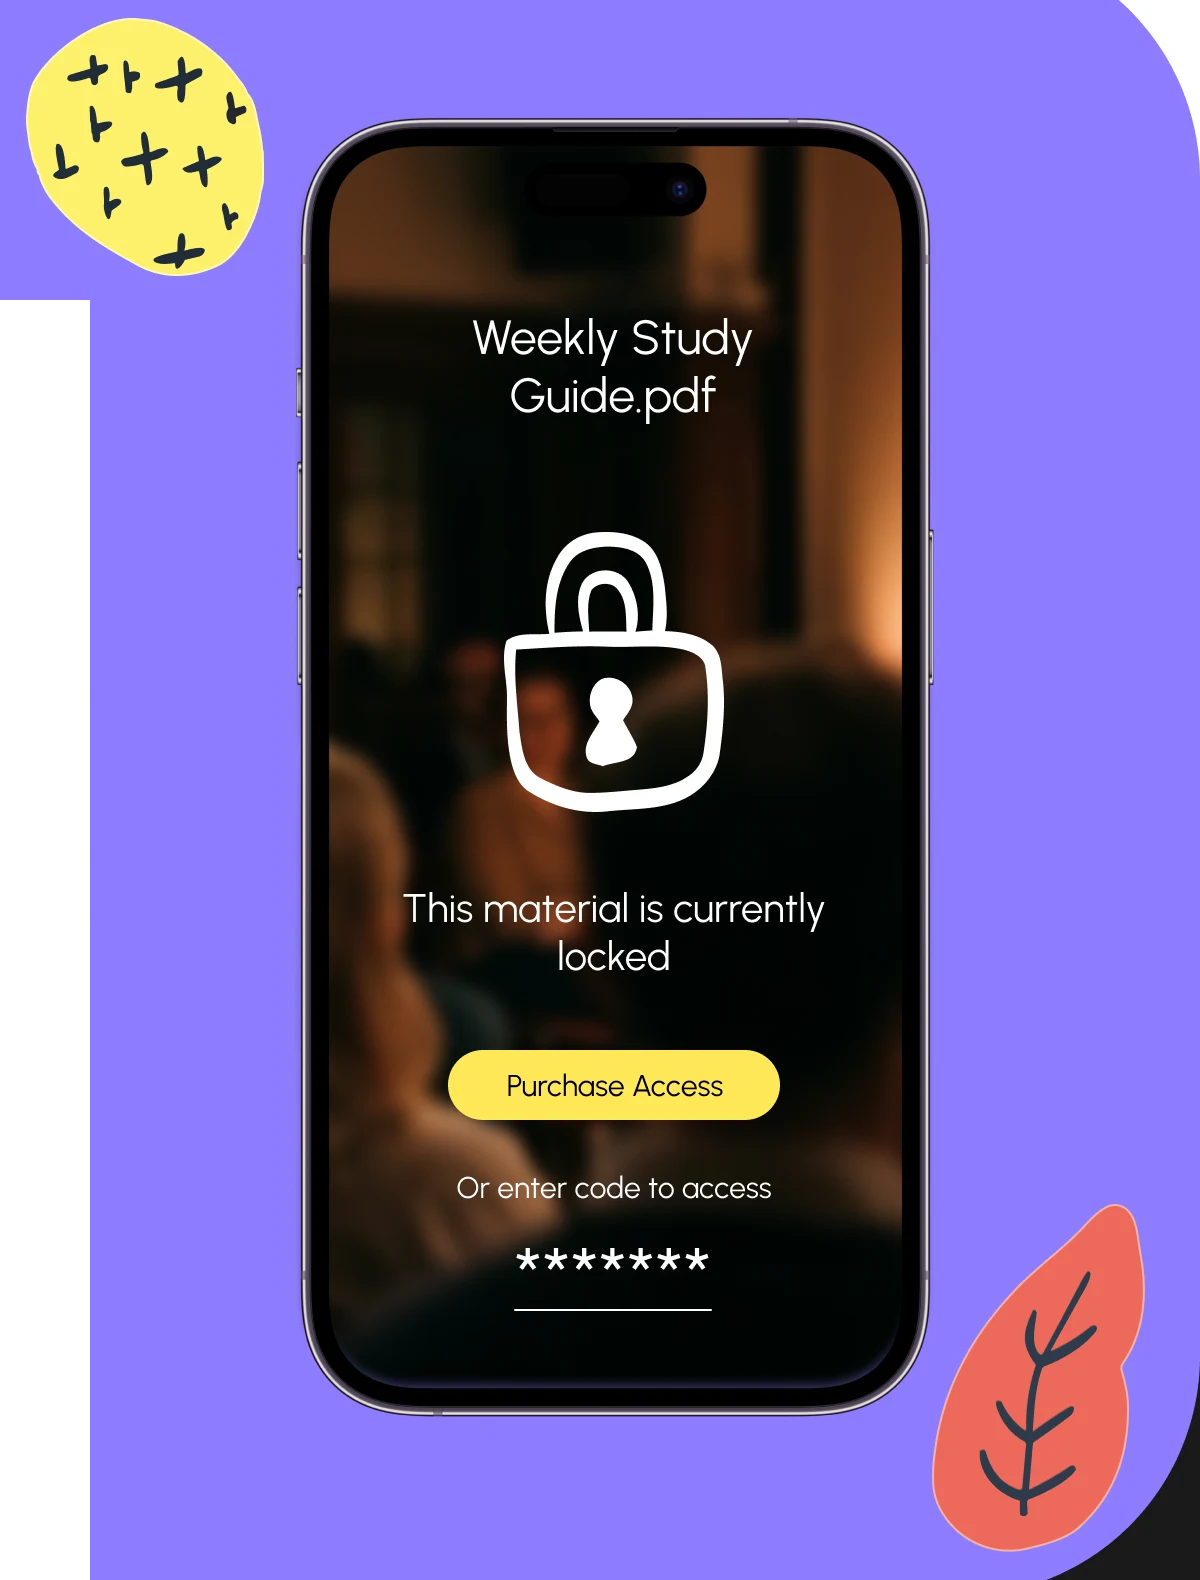 Weekly Study
Guide.pdf
This material is currently
locked
Purchase Access
Or enter code to access
*******